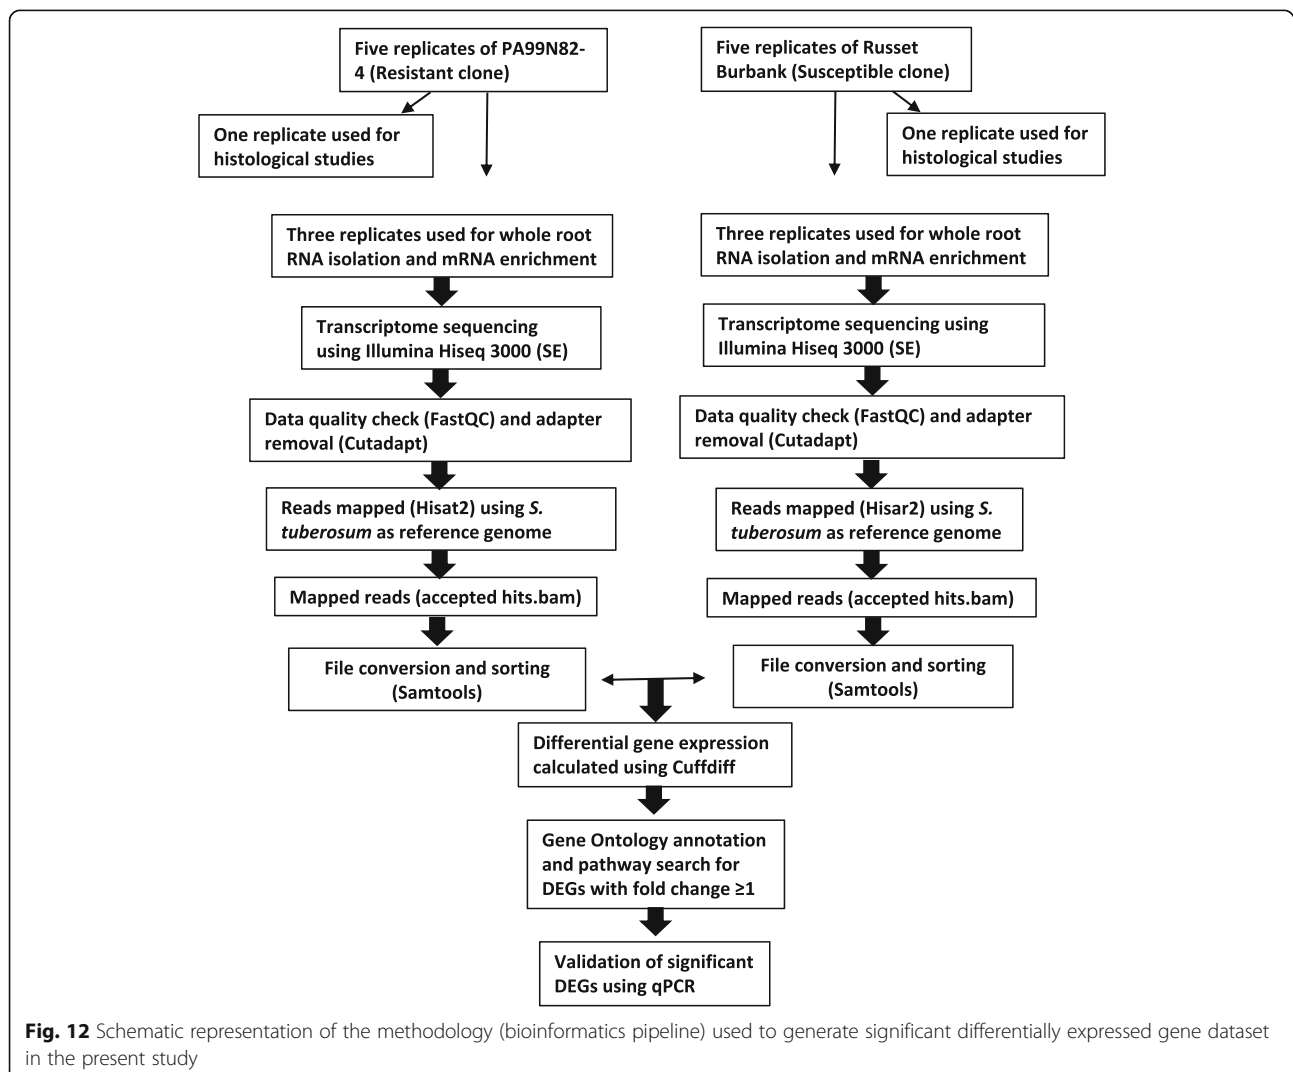 Five replicates of PA99N82-
4 (Resistant clone)
Five replicates of Russet
Burbank (Susceptible clone)
One replicate used for
histological studies
One replicate used for
histological studies
Three replicates used for whole root
RNA isolation and mRNA enrichment
Three replicates used for whole root
RNA isolation and mRNA enrichment
Transcriptome sequencing
using Illumina Hiseq 3000 (SE)
Transcriptome sequencing using
Illumina Hiseq 3000 (SE)
Data quality check (FastQC) and adapter
removal (Cutadapt)
Data quality check (FastQC) and adapter
removal (Cutadapt)
Reads mapped (Hisat2) using S.
tuberosum as reference genome
Reads mapped (Hisar2) using S.
tuberosum as reference genome
Mapped reads (accepted hits.bam)
Mapped reads (accepted hits.bam)
File conversion and sorting
(Samtools)
File conversion and sorting
(Samtools)
Differential gene expression
calculated using Cuffdiff
Gene Ontology annotation
and pathway search for
DEGs with fold change ≥1
Validation of significant
DEGs using qPCR
Fig. 12 Schematic representation of the methodology (bioinformatics pipeline) used to generate significant differentially expressed gene dataset
in the present study